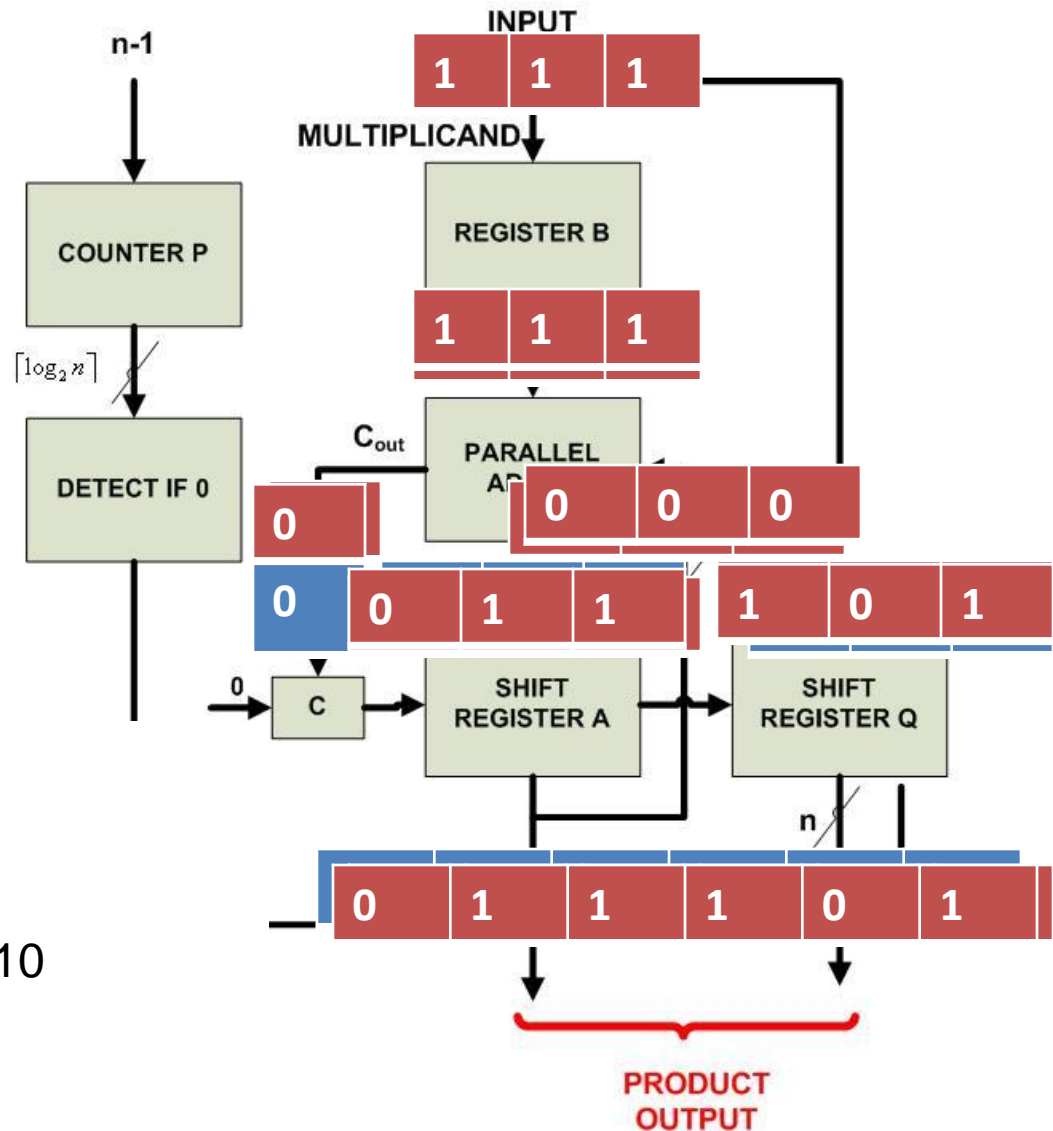 INPUT
n-1
1 1 1
MULTIPLICAND
REGISTER B
COUNTER P
1 1 1
⌈log₂ n⌉
Cout
PARALLEL
DETECT IF 0
0
0 0 0
0
0 1 1
1 0 1
0
C
SHIFT
REGISTER A
SHIFT
REGISTER Q
n
0 1 1 1 0 1
10
PRODUCT
OUTPUT